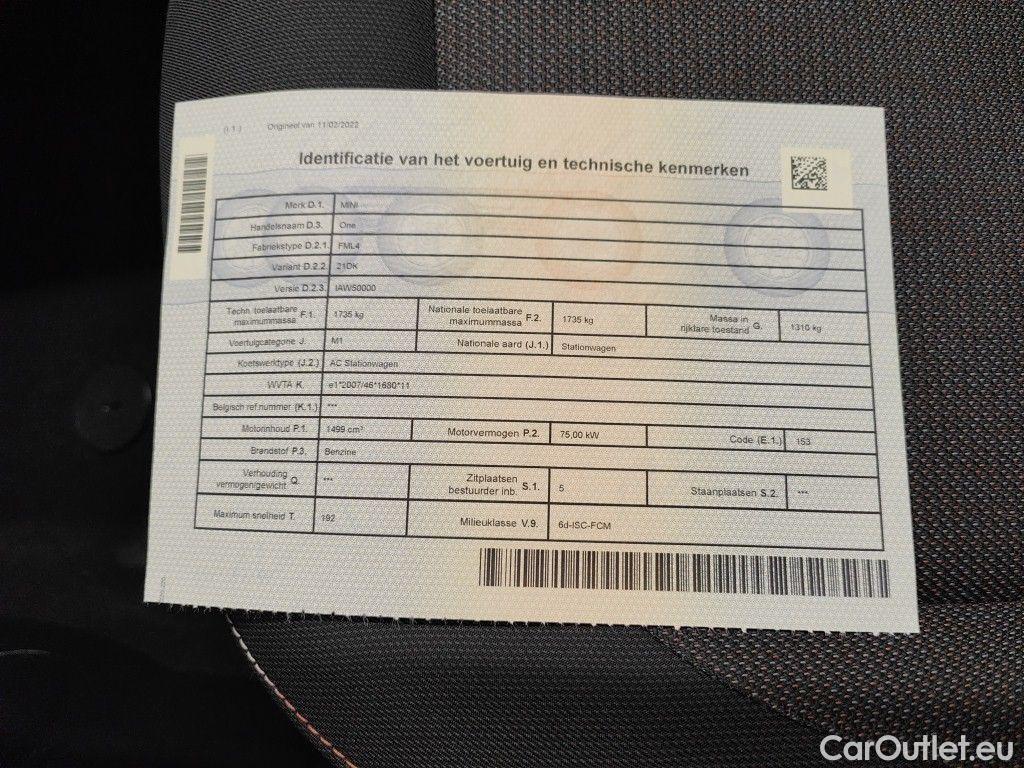 (I.1.) Origineel van 11/02/2022
Identificatie van het voertuig en technische kenmerken
Merk D.1. MINI
Handelsnaam D.3. One
Fabriekstype D.2.1. FML4
Variant D.2.2. 21DK
Versie D.2.3. IAW50000
Techn. toelaatbare maximummassa F.1. 1735 kg Nationale toelaatbare maximummassa F.2. 1735 kg Massa in rijklare toestand G. 1310 kg
Voertuigcategorie J. M1 Nationale aard (J.1.) Stationwagen
Koetswerktype (J.2.) AC Stationwagen
WVTA K. e1*2007/46*1680*11
Belgisch ref.nummer (K.1.) ***
Motorinhoud P.1. 1499 cm³ Motorvermogen P.2. 75,00 kW Code (E.1.) 153
Brandstof P.3. Benzine
Verhouding vermogen/gewicht Q. *** Zitplaatsen bestuurder inb. S.1. 5 Staanplaatsen S.2. ***
Maximum snelheid T. 192 Milieuklasse V.9. 6d-ISC-FCM
CarOutlet.eu